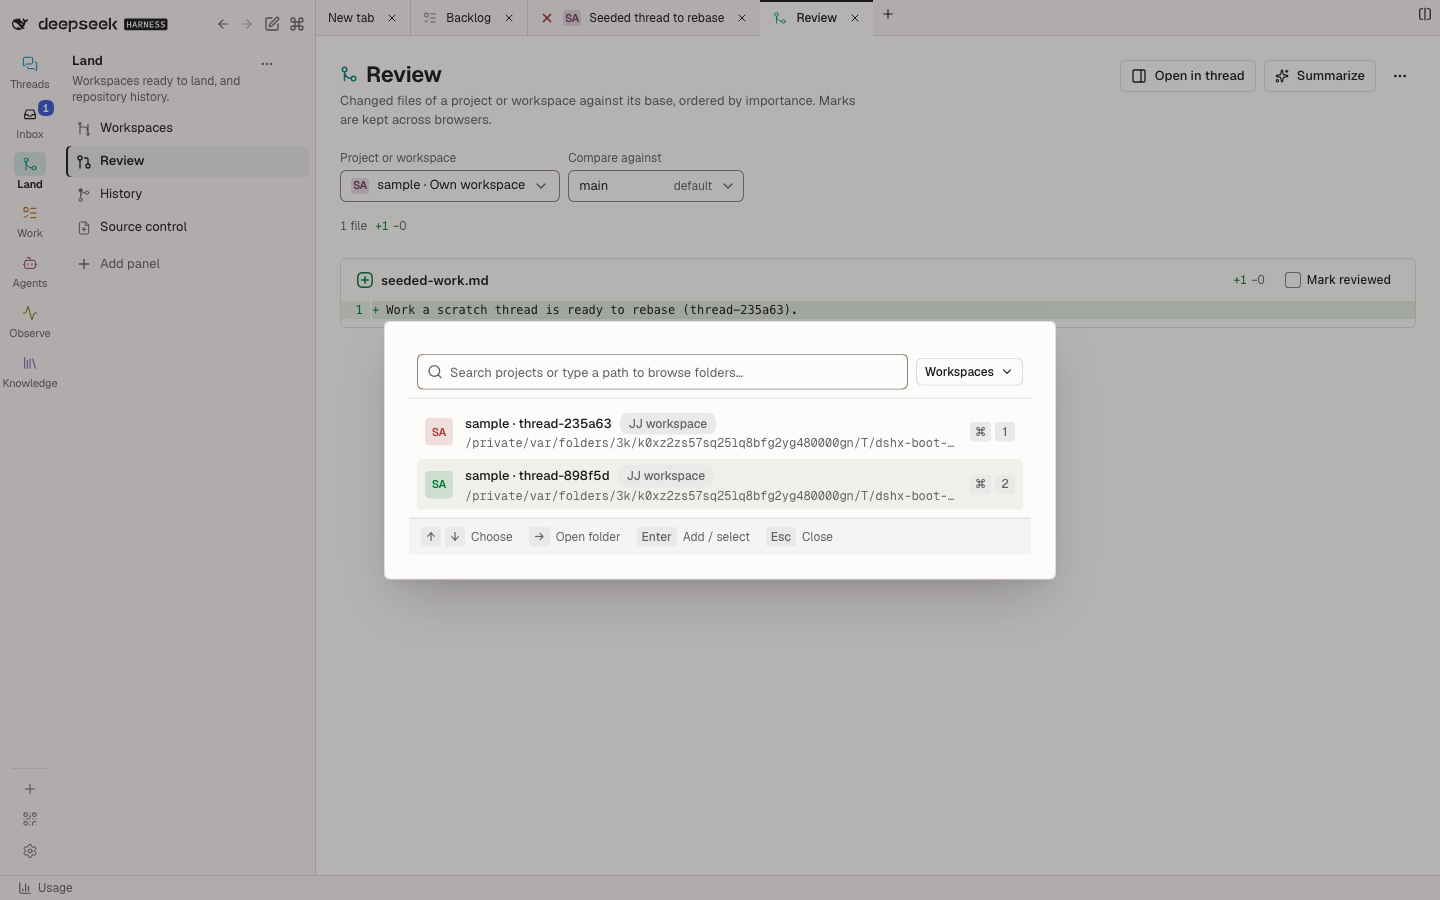 deepseek HARNESS
New tab
Backlog
SA Seeded thread to rebase
Review
Threads
1
Inbox
Land
Work
Agents
Observe
Knowledge
Land
Workspaces ready to land, and
repository history.
Workspaces
Review
History
Source control
Add panel
Review
Open in thread
Summarize
Changed files of a project or workspace against its base, ordered by importance. Marks
are kept across browsers.
Project or workspace
Compare against
SA sample · Own workspace
main default
1 file +1 −0
seeded-work.md
+1 −0
Mark reviewed
1 + Work a scratch thread is ready to rebase (thread-235a63).
Search projects or type a path to browse folders…
Workspaces
SA sample · thread-235a63 JJ workspace
/private/var/folders/3k/k0xz2zs57sq25lq8bfg2yg480000gn/T/dshx-boot-…
⌘ 1
SA sample · thread-898f5d JJ workspace
/private/var/folders/3k/k0xz2zs57sq25lq8bfg2yg480000gn/T/dshx-boot-…
⌘ 2
↑ ↓ Choose → Open folder Enter Add / select Esc Close
Usage